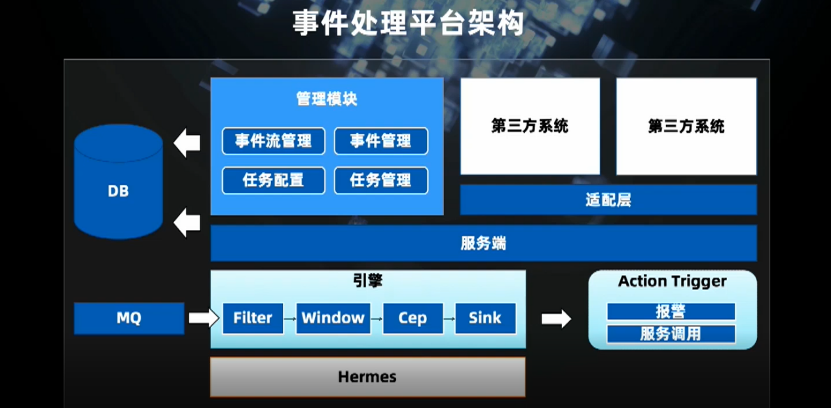 事件处理平台架构
管理模块
事件流管理
事件管理
任务配置
任务管理
第三方系统
第三方系统
适配层
DB
服务端
引擎
MQ
Filter
Window
Cep
Sink
Action Trigger
报警
服务调用
Hermes